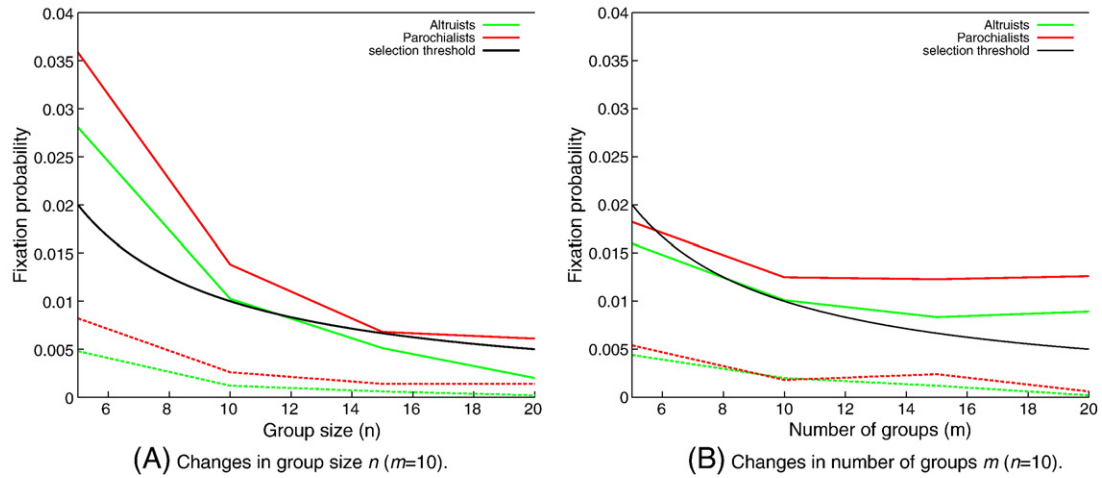 0.04
0.035
0.03
0.025
0.02
0.015
0.01
0.005
0
Fixation probability
Altruists
Parochialists
selection threshold
6 8 10 12 14 16 18 20
Group size (n)
(A) Changes in group size n (m=10).
0.04
0.035
0.03
0.025
0.02
0.015
0.01
0.005
0
Fixation probability
Altruists
Parochialists
selection threshold
6 8 10 12 14 16 18 20
Number of groups (m)
(B) Changes in number of groups m (n=10).